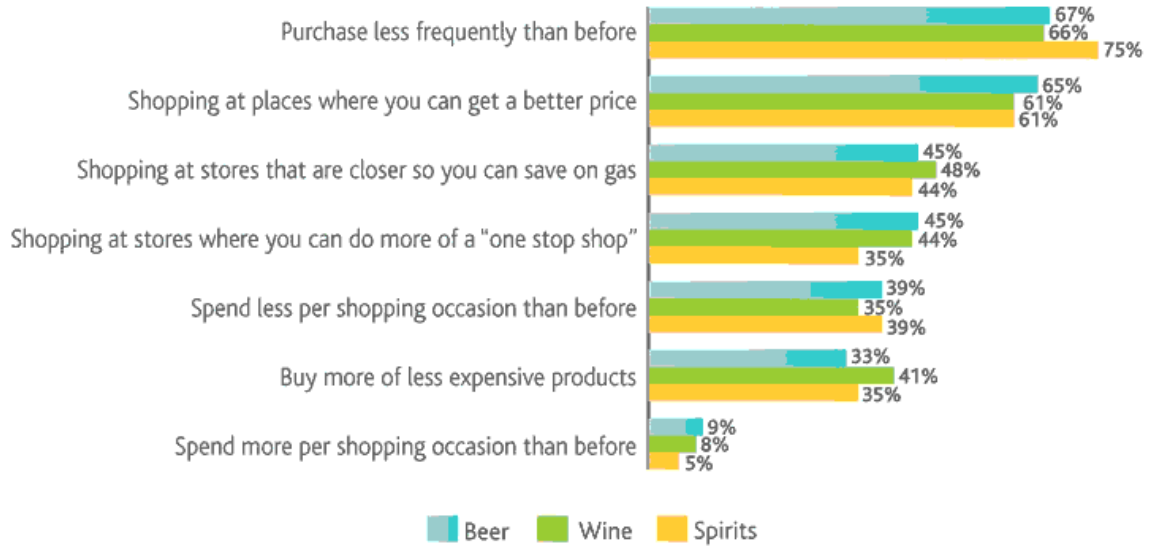 Purchase less frequently than before
67%
66%
75%
Shopping at places where you can get a better price
65%
61%
61%
Shopping at stores that are closer so you can save on gas
45%
48%
44%
Shopping at stores where you can do more of a “one stop shop”
45%
44%
35%
Spend less per shopping occasion than before
39%
35%
39%
Buy more of less expensive products
33%
41%
35%
Spend more per shopping occasion than before
9%
8%
5%
Beer Wine Spirits